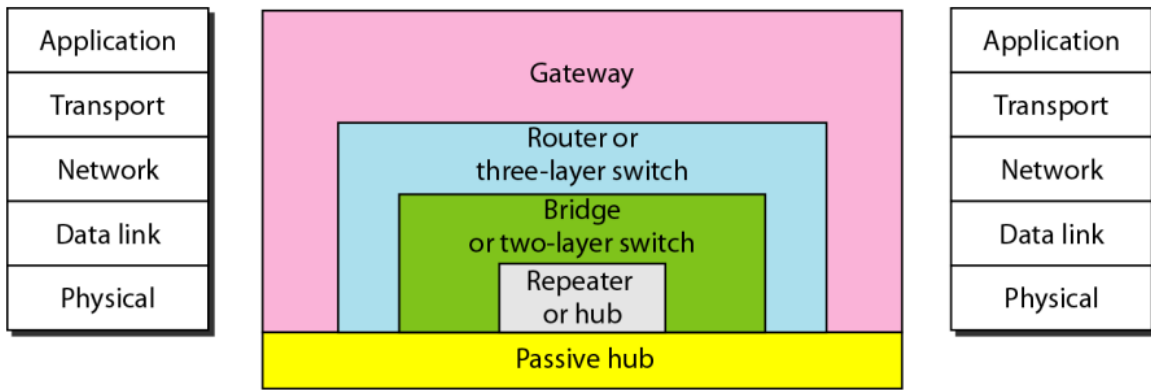 Application
Transport
Network
Data link
Physical
Gateway
Router or
three-layer switch
Bridge
or two-layer switch
Repeater
or hub
Passive hub
Application
Transport
Network
Data link
Physical